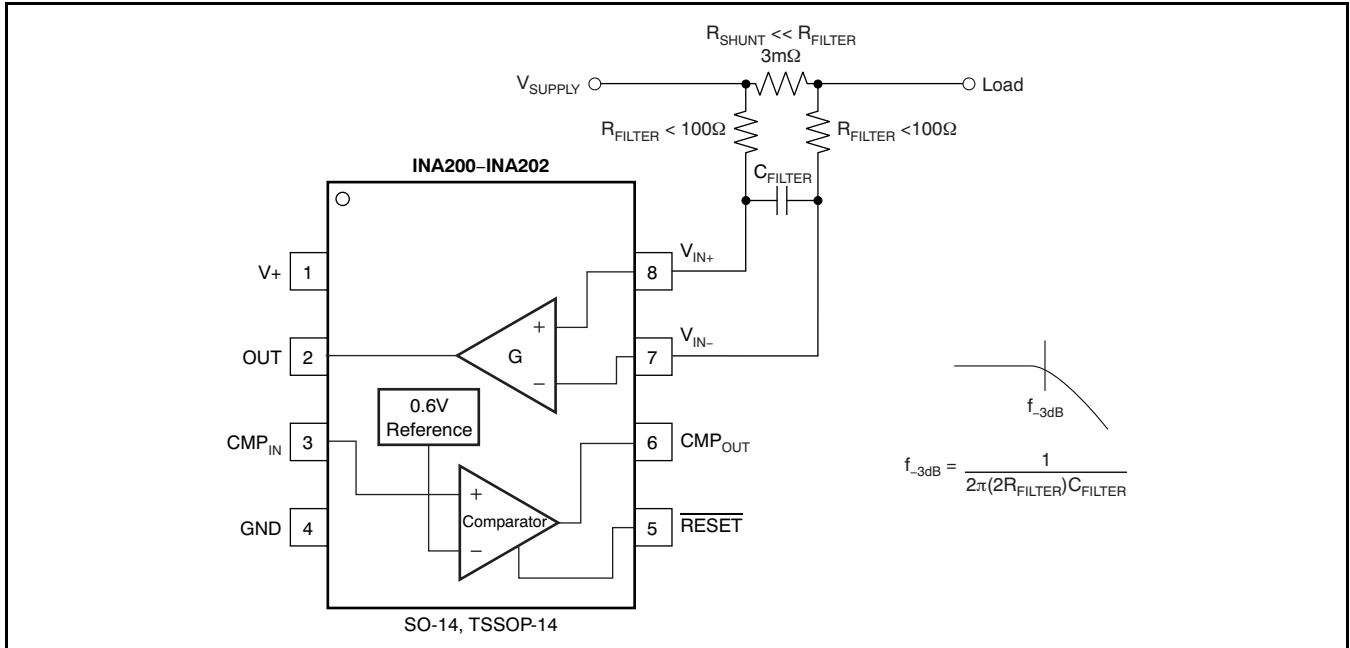 R_SHUNT << R_FILTER
3mΩ
V_SUPPLY
Load
R_FILTER < 100Ω
R_FILTER <100Ω
C_FILTER
INA200−INA202
V+
1
OUT
2
CMP_IN
3
GND
4
G
+
−
0.6V
Reference
Comparator
+
−
8
V_IN+
7
V_IN−
6
CMP_OUT
5
RESET
SO-14, TSSOP-14
f_−3dB
f_−3dB = 1 / 2π(2R_FILTER)C_FILTER